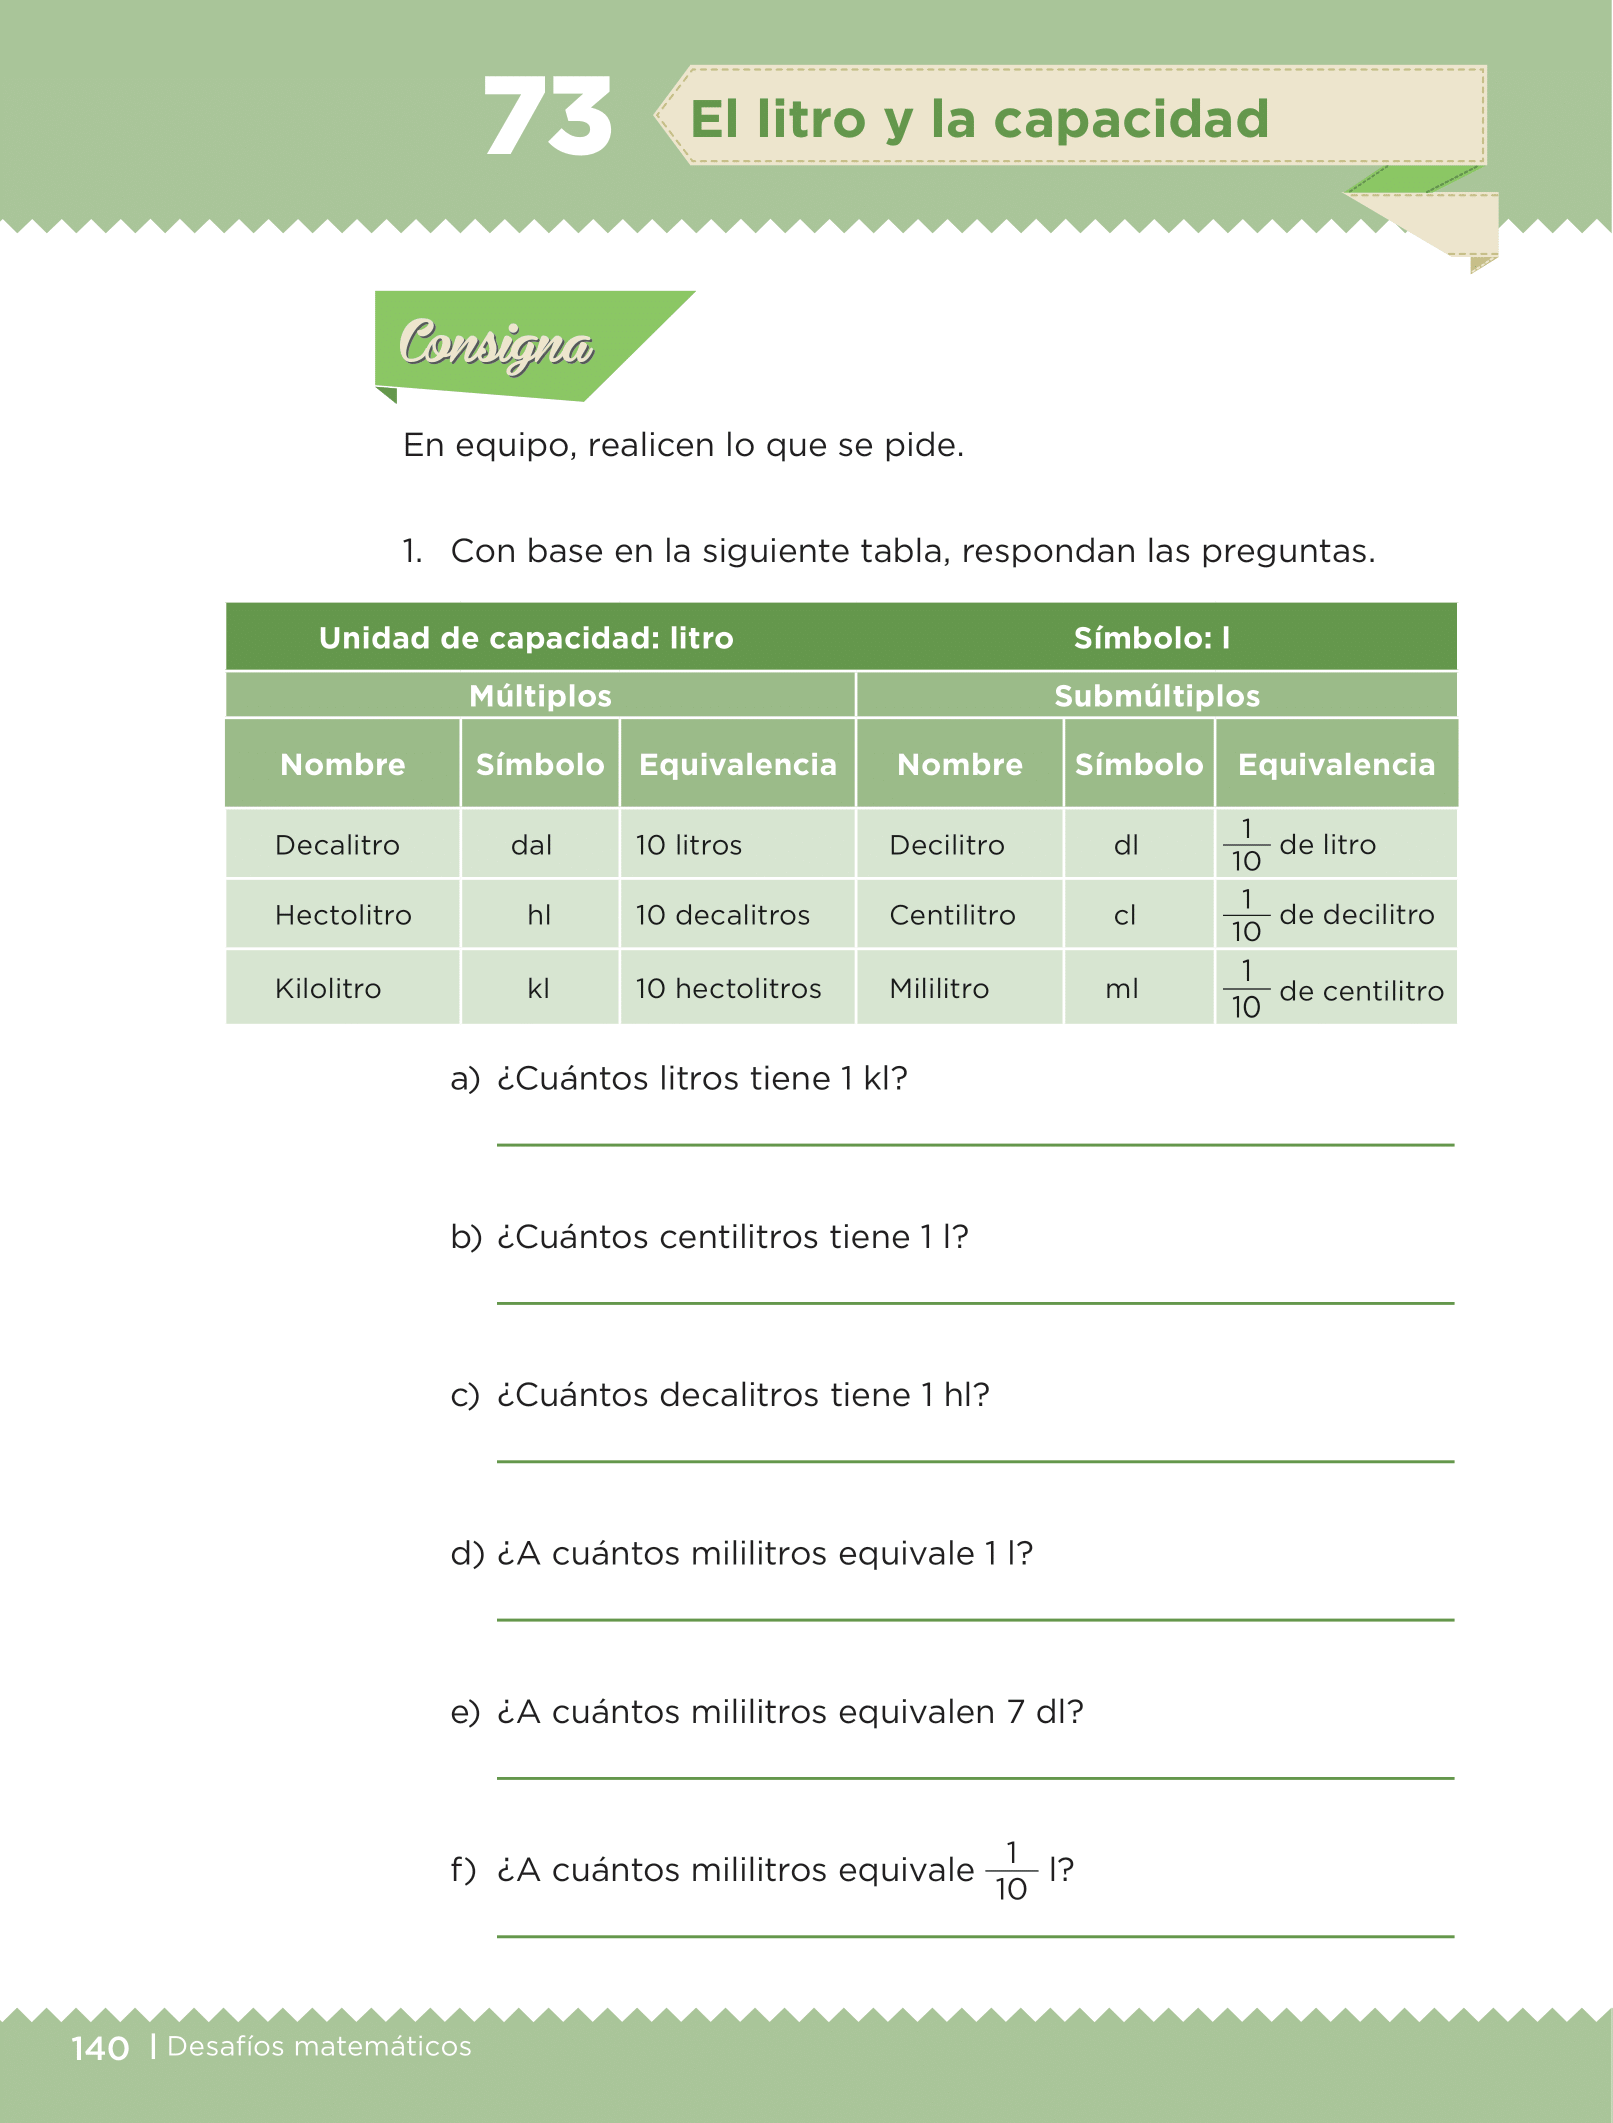 73
El litro y la capacidad
Consigna
En equipo, realicen lo que se pide.
1. Con base en la siguiente tabla, respondan las preguntas.
Unidad de capacidad: litro Símbolo: l
Múltiplos Submúltiplos
Nombre Símbolo Equivalencia Nombre Símbolo Equivalencia
Decalitro dal 10 litros Decilitro dl 1/10 de litro
Hectolitro hl 10 decalitros Centilitro cl 1/10 de decilitro
Kilolitro kl 10 hectolitros Mililitro ml 1/10 de centilitro
a) ¿Cuántos litros tiene 1 kl?
b) ¿Cuántos centilitros tiene 1 l?
c) ¿Cuántos decalitros tiene 1 hl?
d) ¿A cuántos mililitros equivale 1 l?
e) ¿A cuántos mililitros equivalen 7 dl?
f) ¿A cuántos mililitros equivale 1/10 l?
140 | Desafíos matemáticos